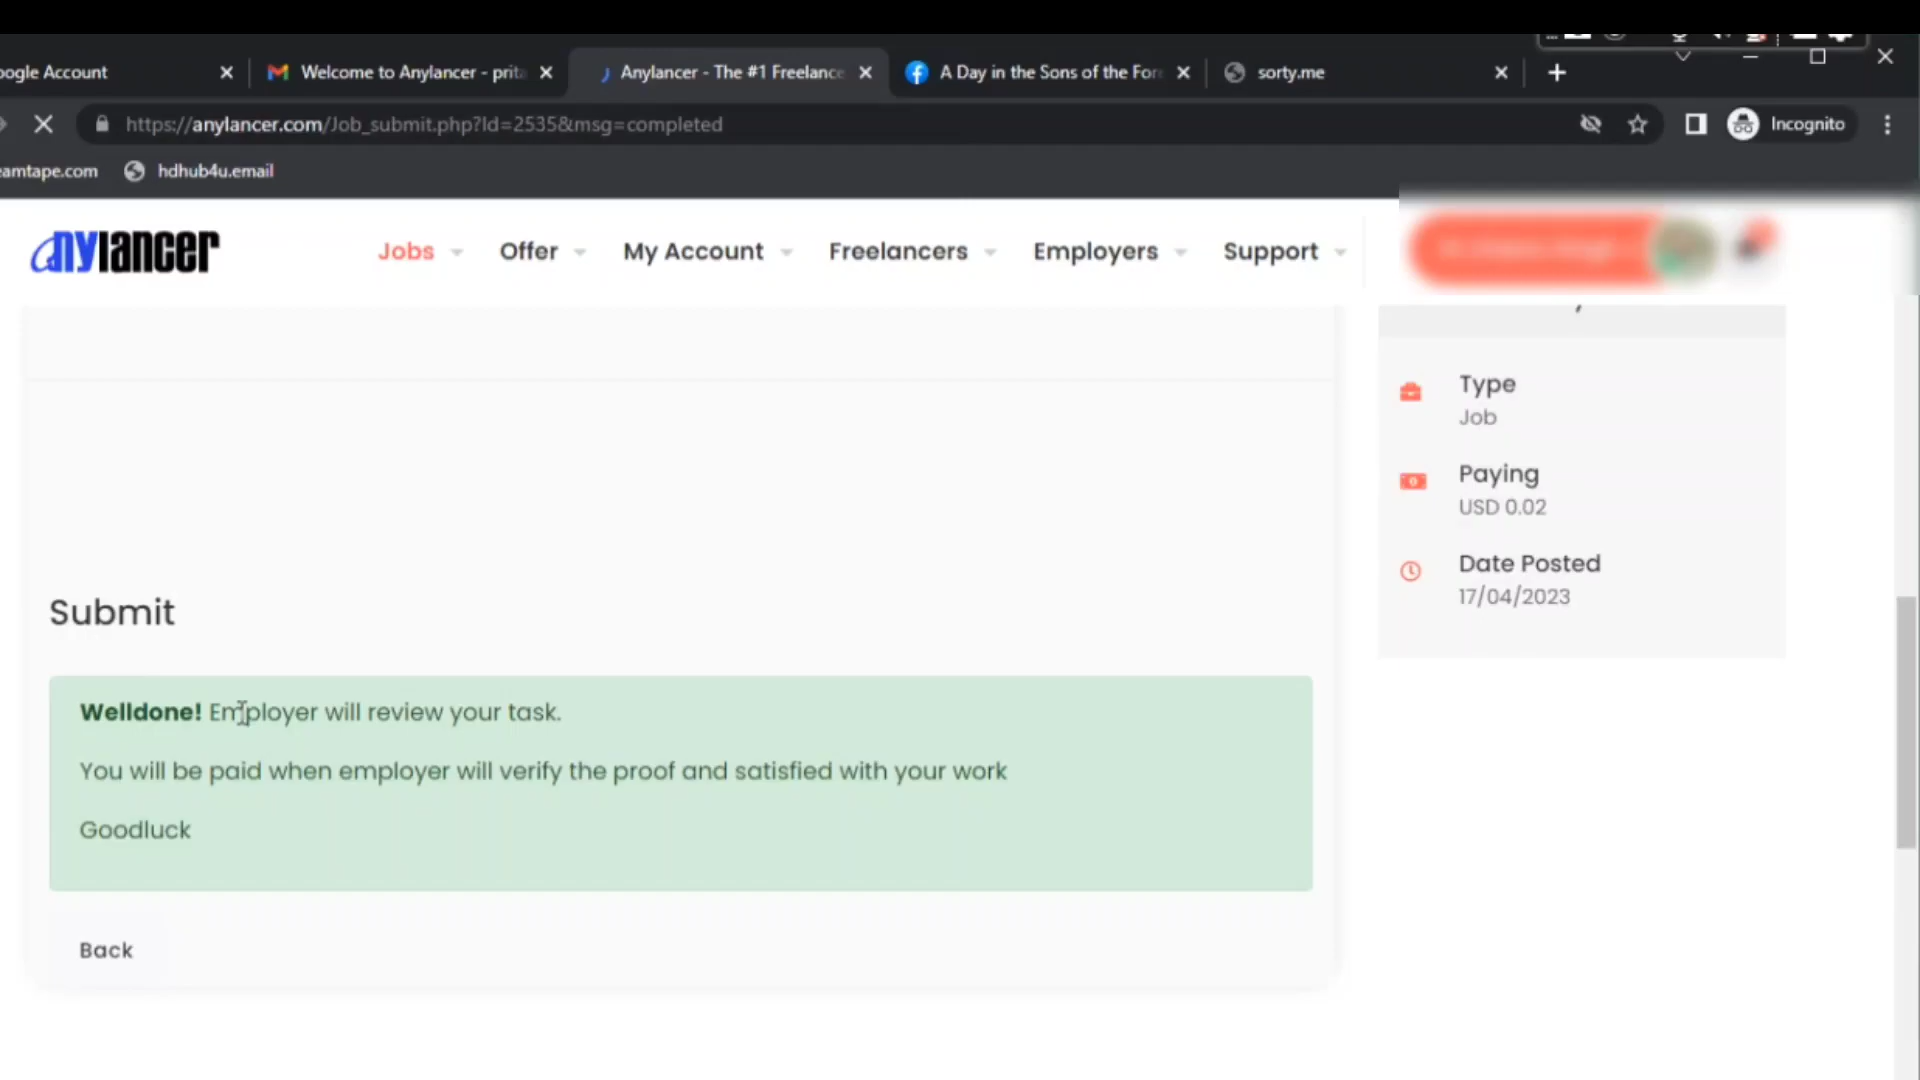 oogle Account
Welcome to Anylancer - prita
Anylancer - The #1 Freelance
A Day in the Sons of the For
sorty.me
https://anylancer.com/Job_submit.php?Id=2535&msg=completed
Incognito
eamtape.com
hdhub4u.email
anylancer
Jobs
Offer
My Account
Freelancers
Employers
Support
Type
Job
Paying
USD 0.02
Date Posted
17/04/2023
Submit
Welldone! Employer will review your task.
You will be paid when employer will verify the proof and satisfied with your work
Goodluck
Back